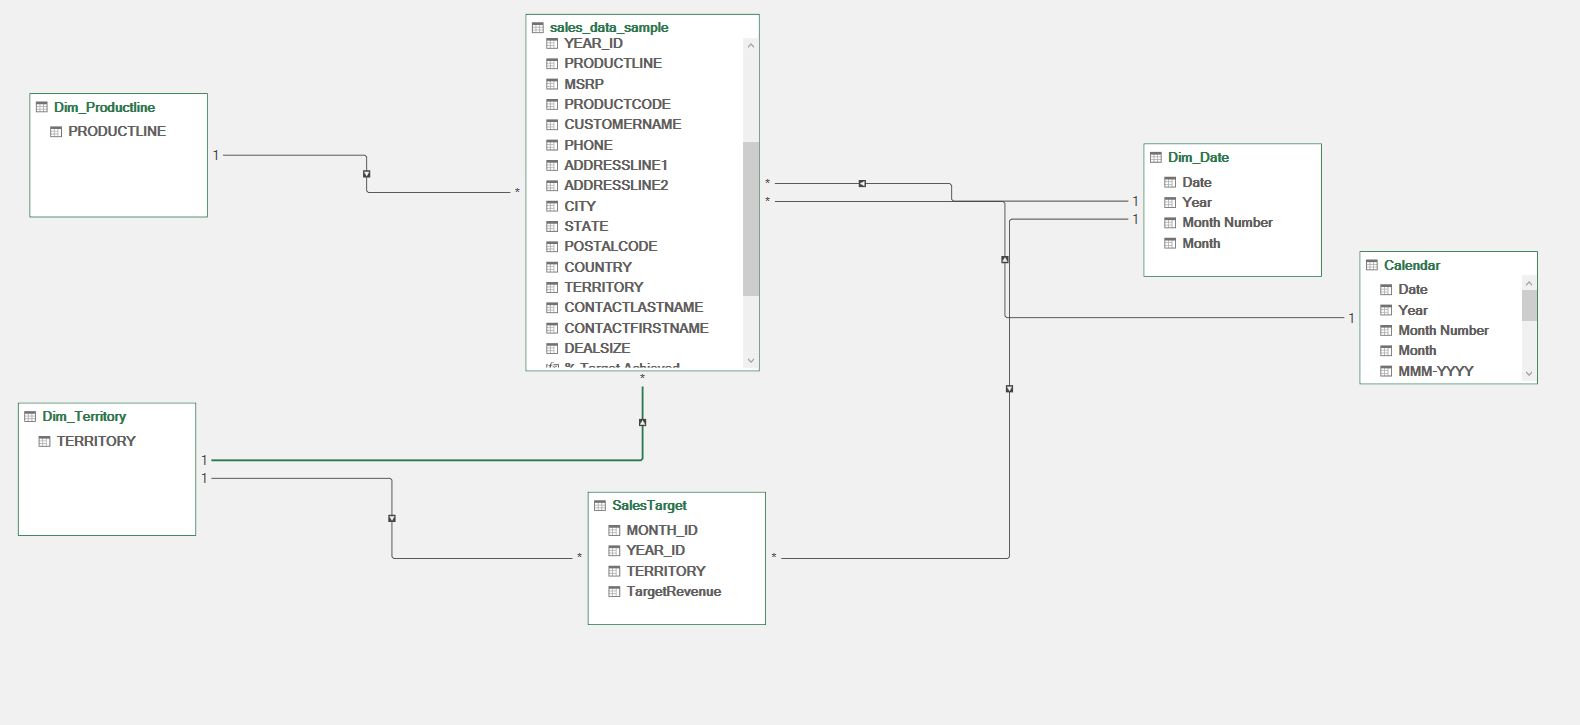 sales_data_sample
YEAR_ID
PRODUCTLINE
MSRP
PRODUCTCODE
CUSTOMERNAME
PHONE
ADDRESSLINE1
ADDRESSLINE2
CITY
STATE
POSTALCODE
COUNTRY
TERRITORY
CONTACTLASTNAME
CONTACTFIRSTNAME
DEALSIZE
% Target Achieved
*
Dim_Productline
PRODUCTLINE
1
*
Dim_Date
Date
Year
Month Number
Month
*
*
1
1
Calendar
Date
Year
Month Number
Month
MMM-YYYY
1
Dim_Territory
TERRITORY
1
1
SalesTarget
MONTH_ID
YEAR_ID
TERRITORY
TargetRevenue
*
*